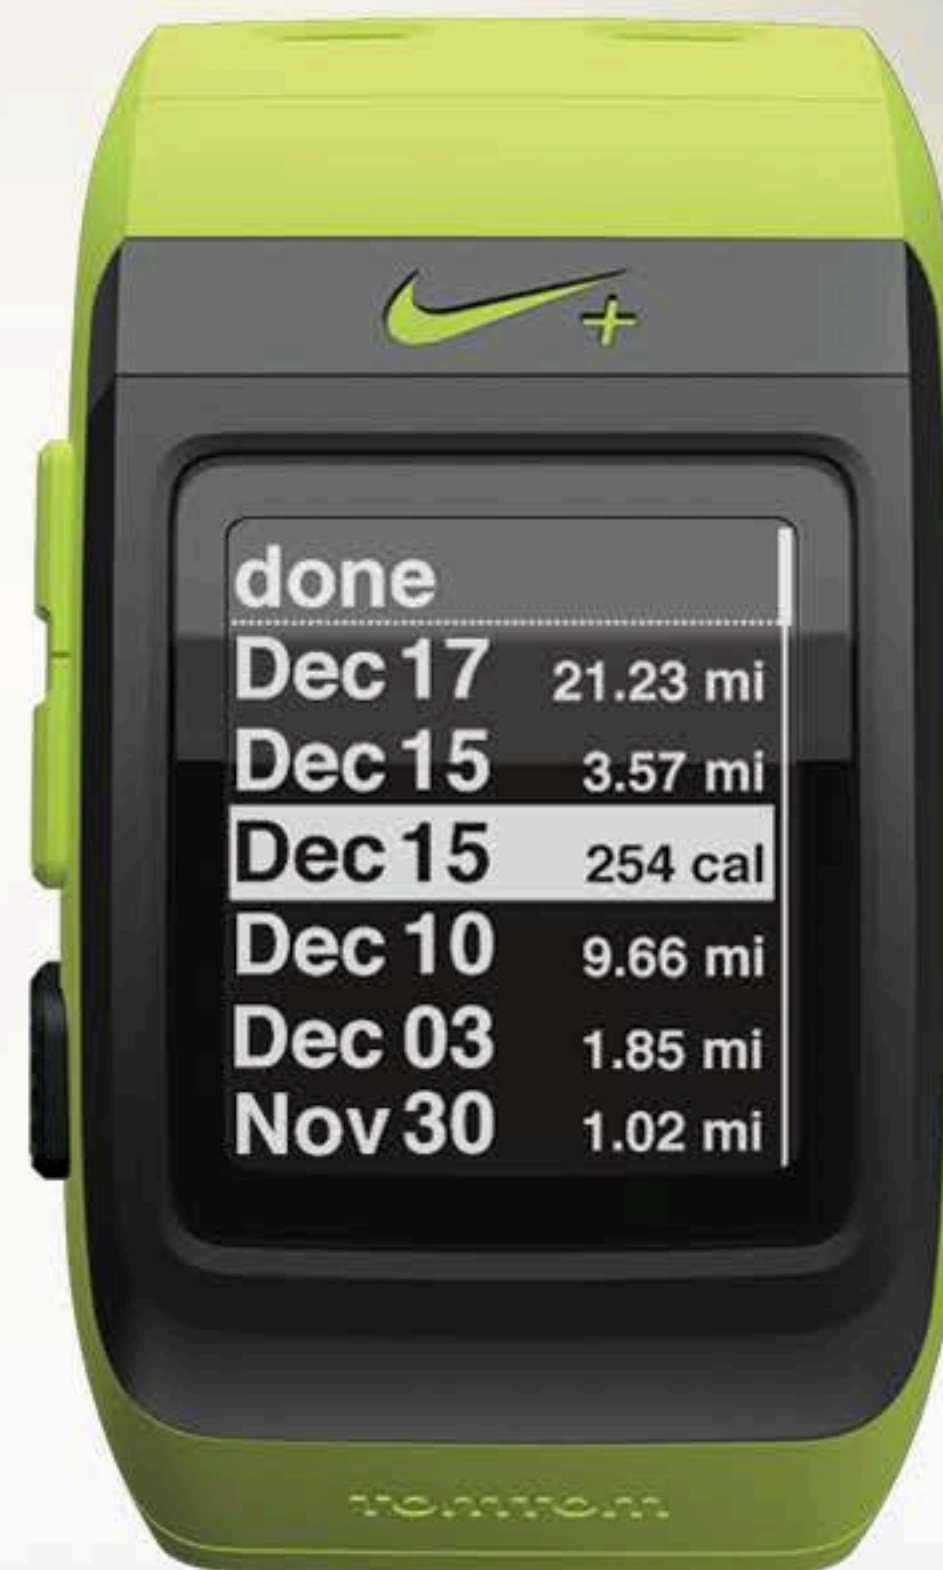 +
done
Dec 17 21.23 mi
Dec 15 3.57 mi
Dec 15 254 cal
Dec 10 9.66 mi
Dec 03 1.85 mi
Nov 30 1.02 mi
TOMTOM